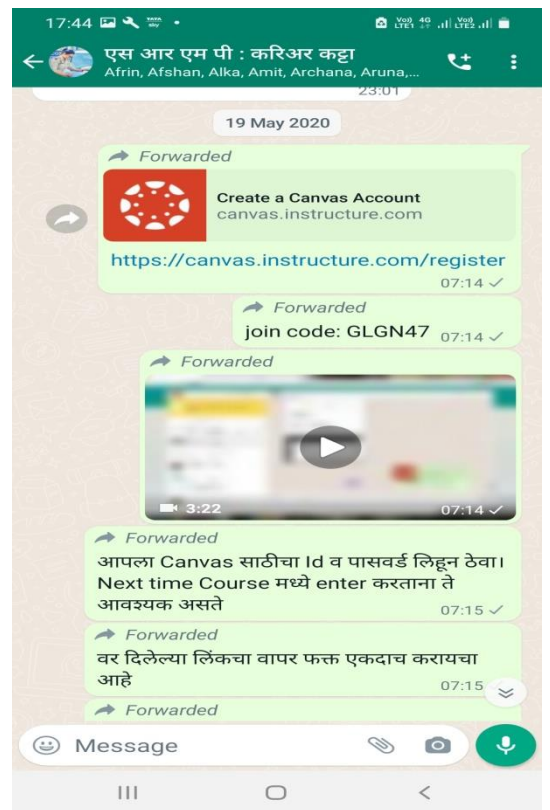 17:44
एस आर एम पी : करिअर कट्टा
Afrin, Afshan, Alka, Amit, Archana, Aruna,...
23:01
19 May 2020
Forwarded
Create a Canvas Account
canvas.instructure.com
https://canvas.instructure.com/register
07:14
Forwarded
join code: GLGN47
07:14
Forwarded
3:22
07:14
Forwarded
आपला Canvas साठीचा Id व पासवर्ड लिहून ठेवा।
Next time Course मध्ये enter करताना ते
आवश्यक असते
07:15
Forwarded
वर दिलेल्या लिंकचा वापर फक्त एकदाच करायचा
आहे
07:15
Forwarded
Message